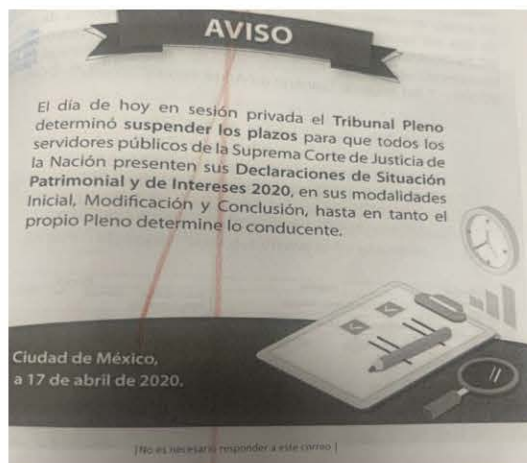 AVISO
El día de hoy en sesión privada el Tribunal Pleno
determinó suspender los plazos para que todos los
servidores públicos de la Suprema Corte de Justicia de
la Nación presenten sus Declaraciones de Situación
Patrimonial y de Intereses 2020, en sus modalidades
Inicial, Modificación y Conclusión, hasta en tanto el
propio Pleno determine lo conducente.
Ciudad de México,
a 17 de abril de 2020.
| No es necesario responder a este correo |